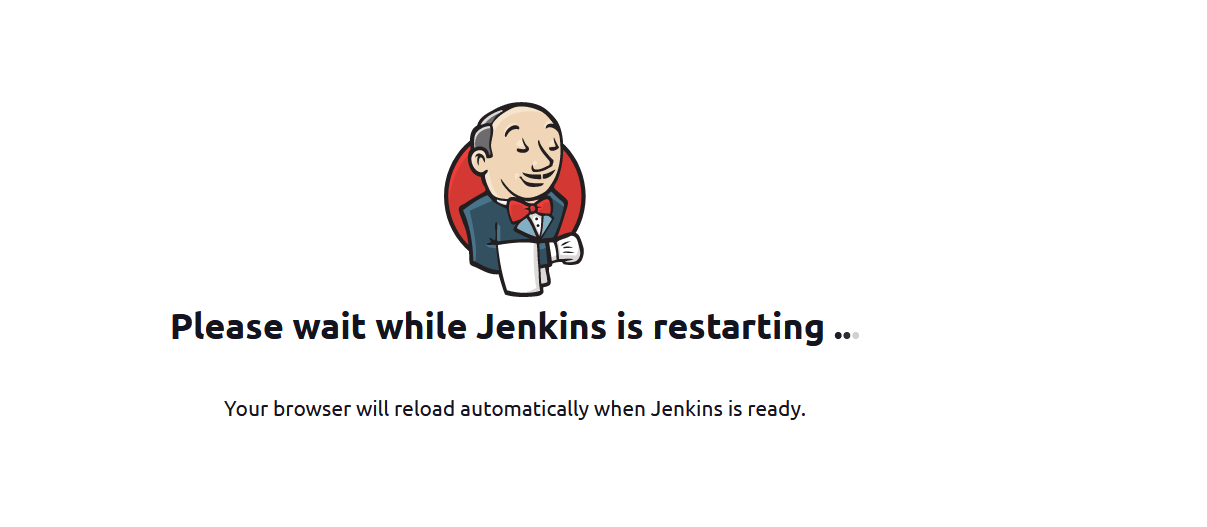 Please wait while Jenkins is restarting ...
Your browser will reload automatically when Jenkins is ready.